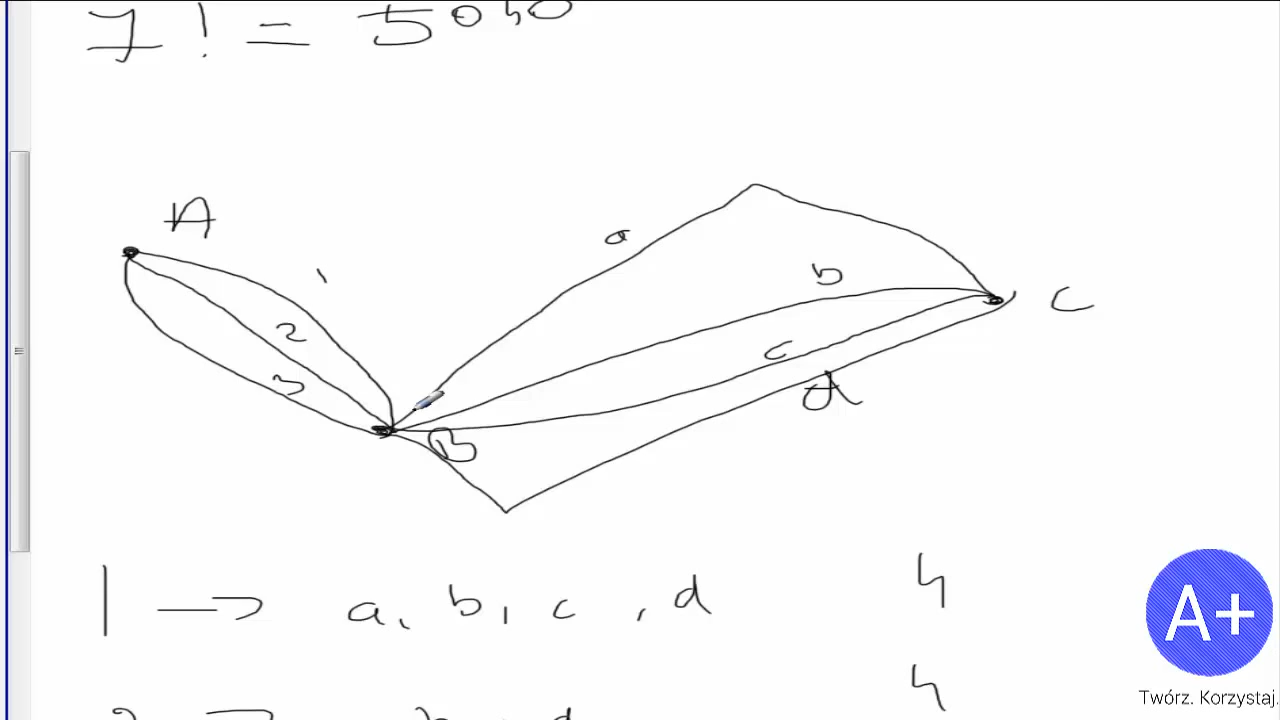 7! = 5040
A
1
a
b
2
C
c
3
d
B
1 → a, b, c, d 4
4
A+
Twórz. Korzystaj.